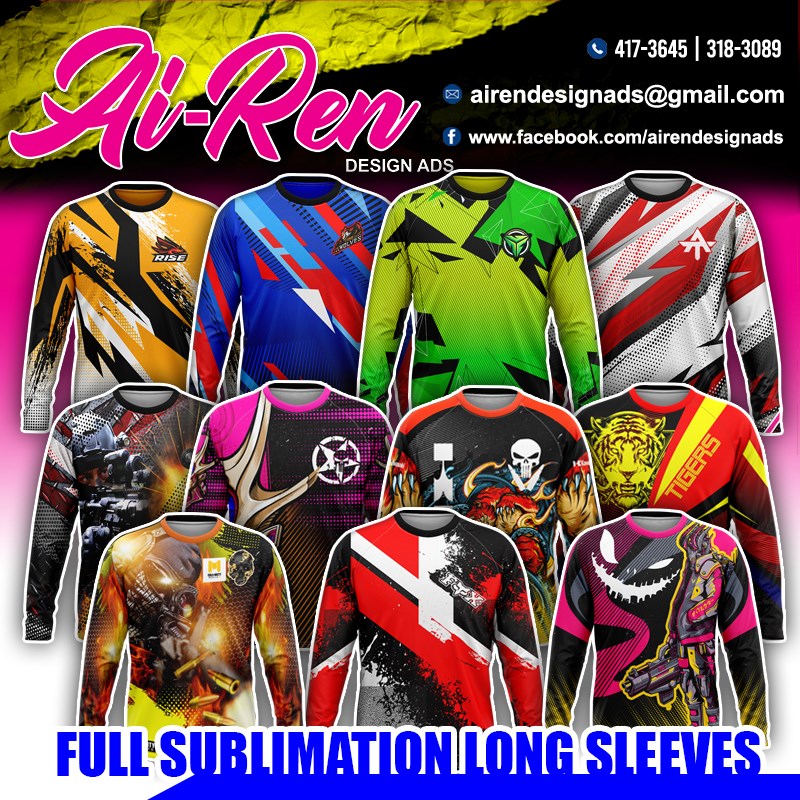 Ai-Ren
DESIGN ADS
417-3645 | 318-3089
airendesignads@gmail.com
www.facebook.com/airendesignads
RISE
WOLVES
TIGERS
FULL SUBLIMATION LONG SLEEVES